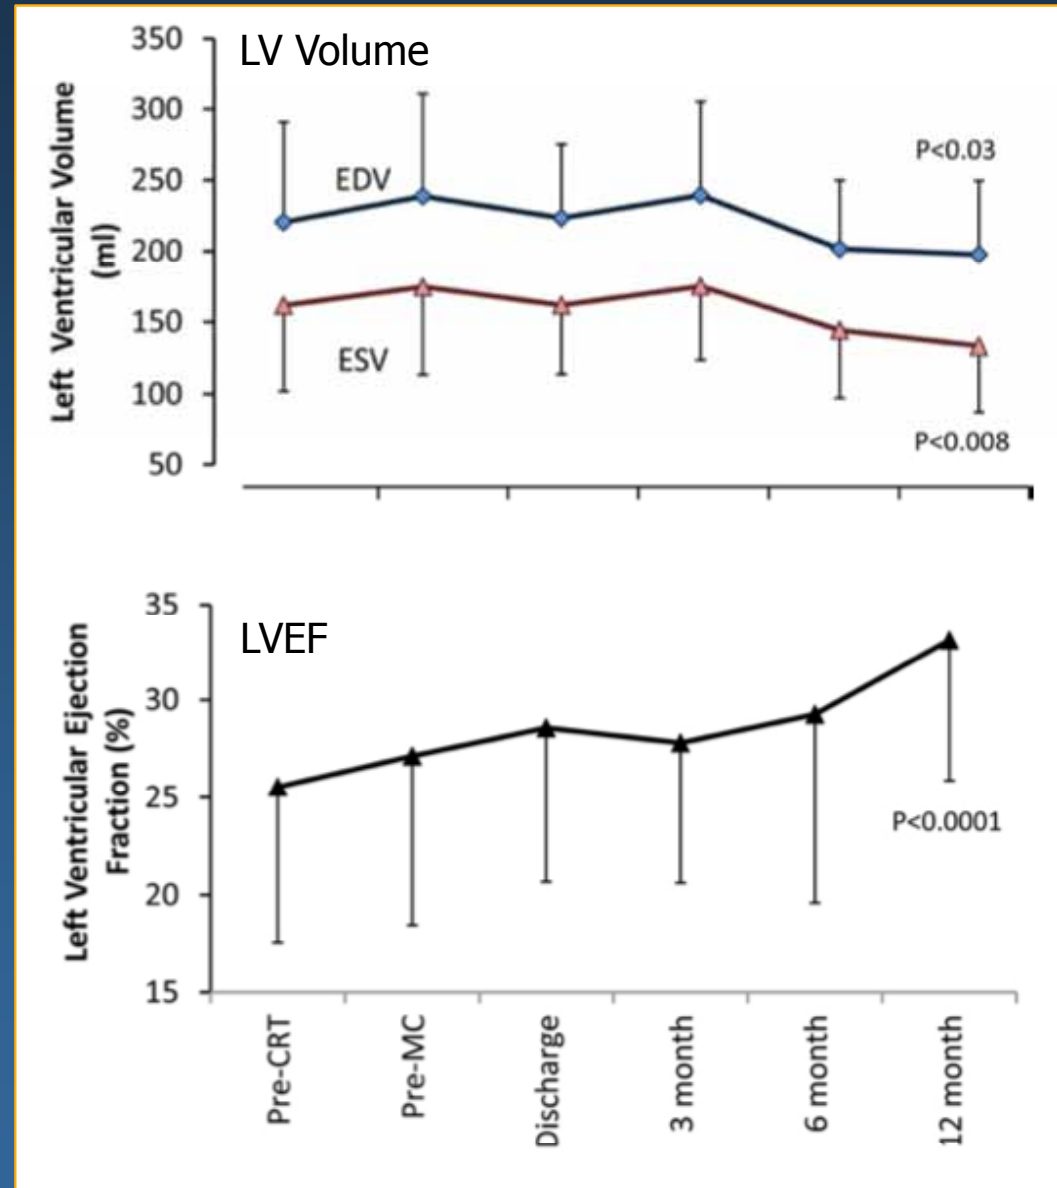 LV Volume
Left Ventricular Volume
(ml)
350
300
250
200
150
100
50
EDV
ESV
P<0.03
P<0.008
LVEF
Left Ventricular Ejection
Fraction (%)
35
30
25
20
15
P<0.0001
Pre-CRT
Pre-MC
Discharge
3 month
6 month
12 month